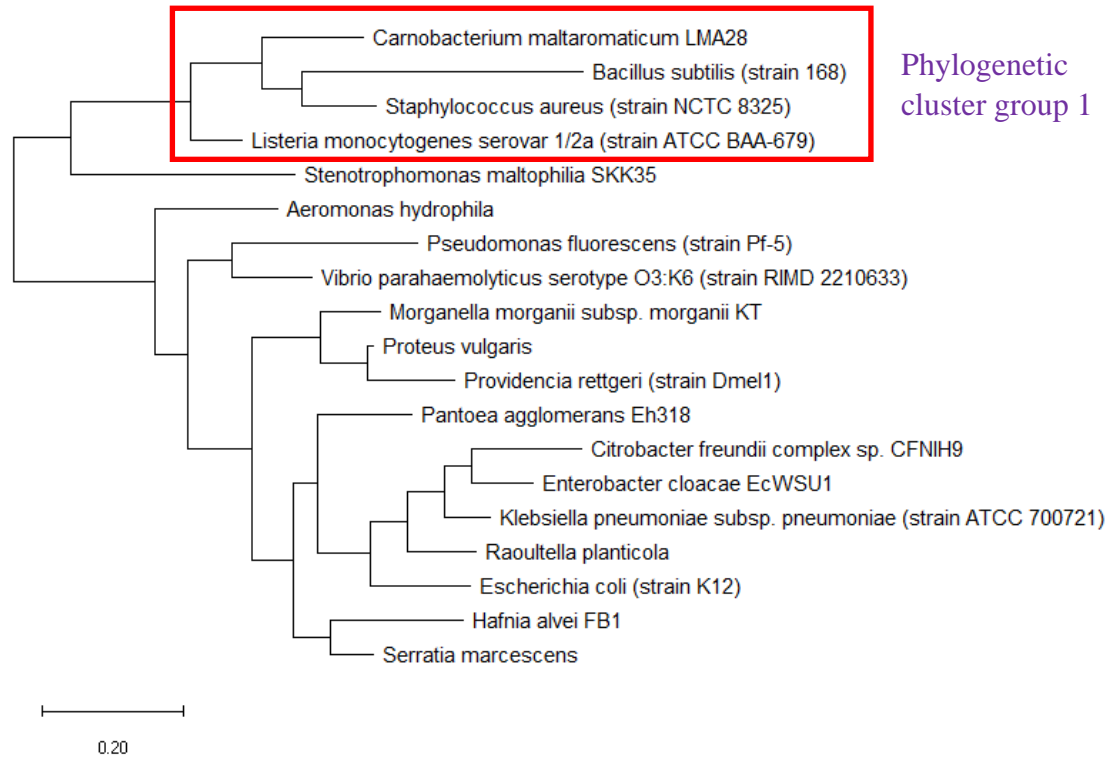 Carnobacterium maltaromaticum LMA28
Bacillus subtilis (strain 168)
Staphylococcus aureus (strain NCTC 8325)
Listeria monocytogenes serovar 1/2a (strain ATCC BAA-679)
Phylogenetic
cluster group 1
Stenotrophomonas maltophilia SKK35
Aeromonas hydrophila
Pseudomonas fluorescens (strain Pf-5)
Vibrio parahaemolyticus serotype O3:K6 (strain RIMD 2210633)
Morganella morganii subsp. morganii KT
Proteus vulgaris
Providencia rettgeri (strain Dmel1)
Pantoea agglomerans Eh318
Citrobacter freundii complex sp. CFNIH9
Enterobacter cloacae EcWSU1
Klebsiella pneumoniae subsp. pneumoniae (strain ATCC 700721)
Raoultella planticola
Escherichia coli (strain K12)
Hafnia alvei FB1
Serratia marcescens
0.20